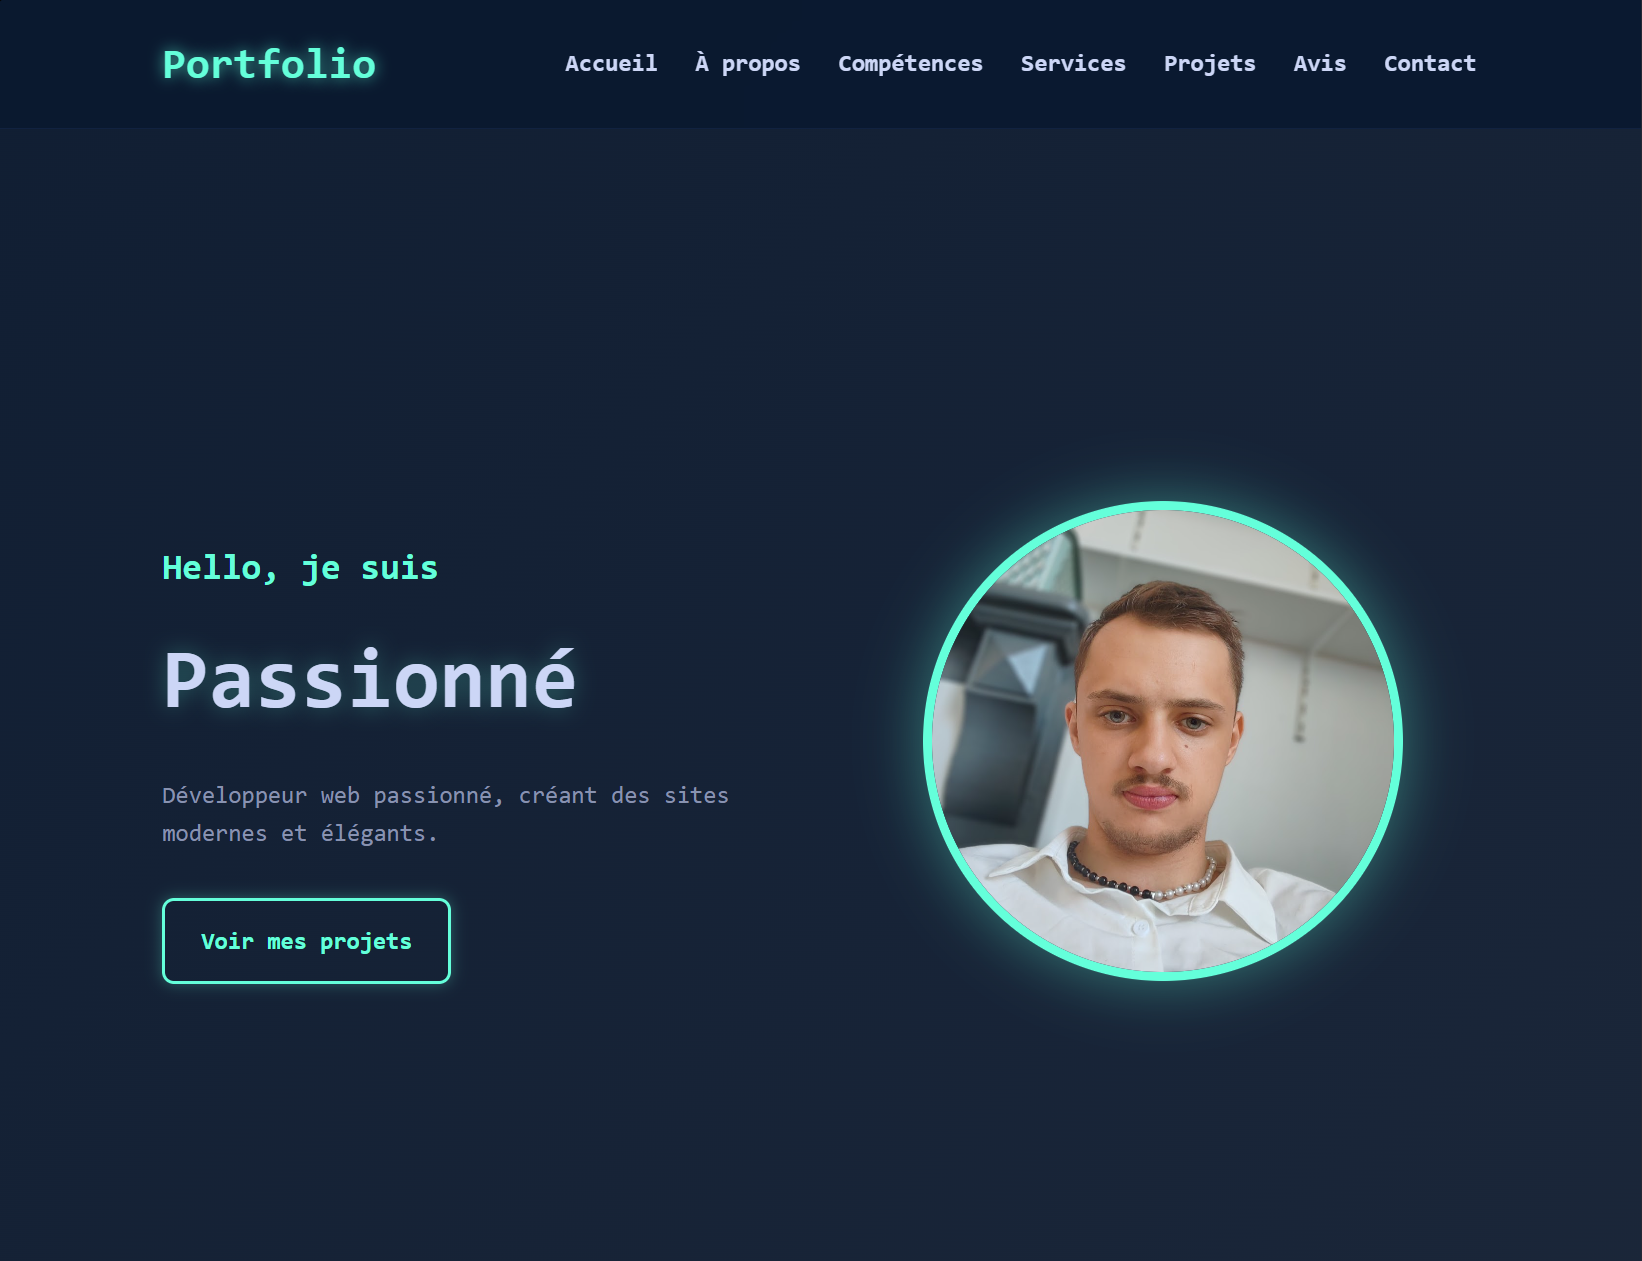 Portfolio
Accueil À propos Compétences Services Projets Avis Contact
Hello, je suis
Passionné
Développeur web passionné, créant des sites
modernes et élégants.
Voir mes projets